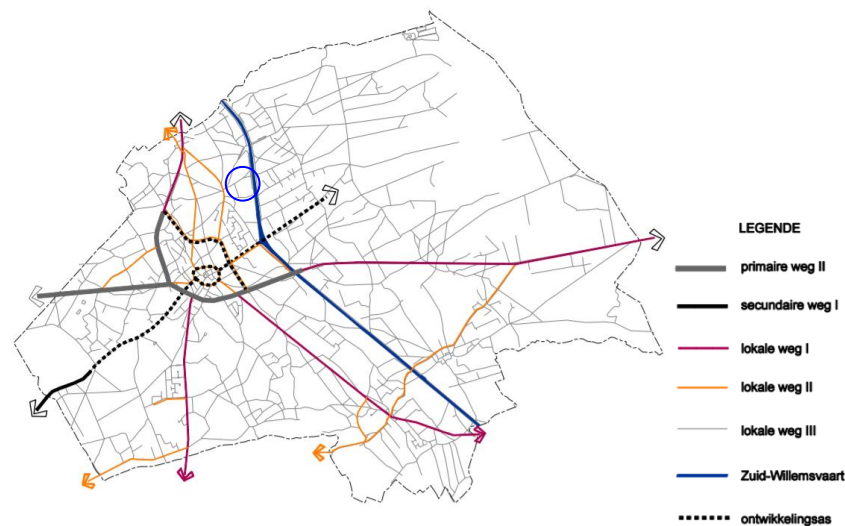 LEGENDE
primaire weg II
secundaire weg I
lokale weg I
lokale weg II
lokale weg III
Zuid-Willemsvaart
ontwikkelingsas